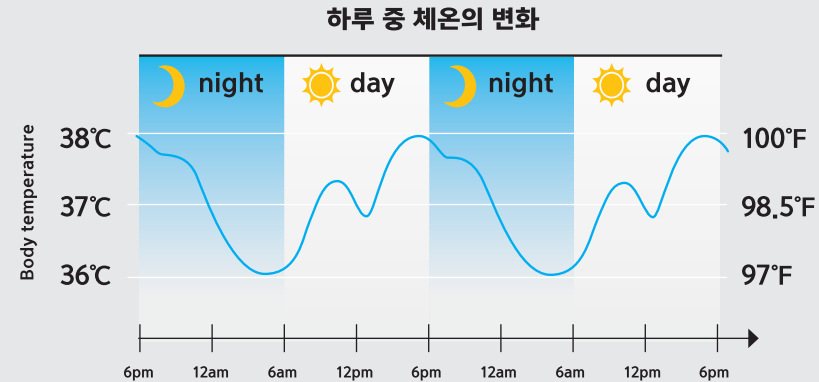 하루 중 체온의 변화
night
day
night
day
Body temperature
38℃
37℃
36℃
100℉
98.5℉
97℉
6pm 12am 6am 12pm 6pm 12am 6am 12pm 6pm